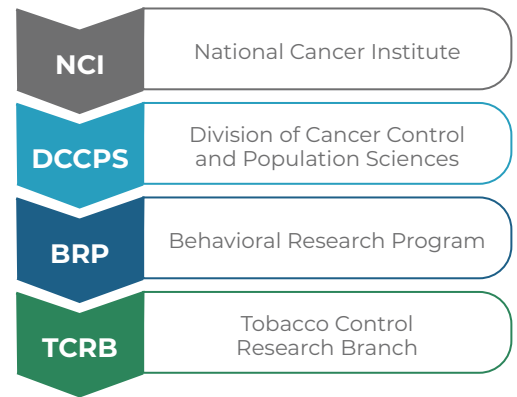 NCI
National Cancer Institute
DCCPS
Division of Cancer Control
and Population Sciences
BRP
Behavioral Research Program
TCRB
Tobacco Control
Research Branch